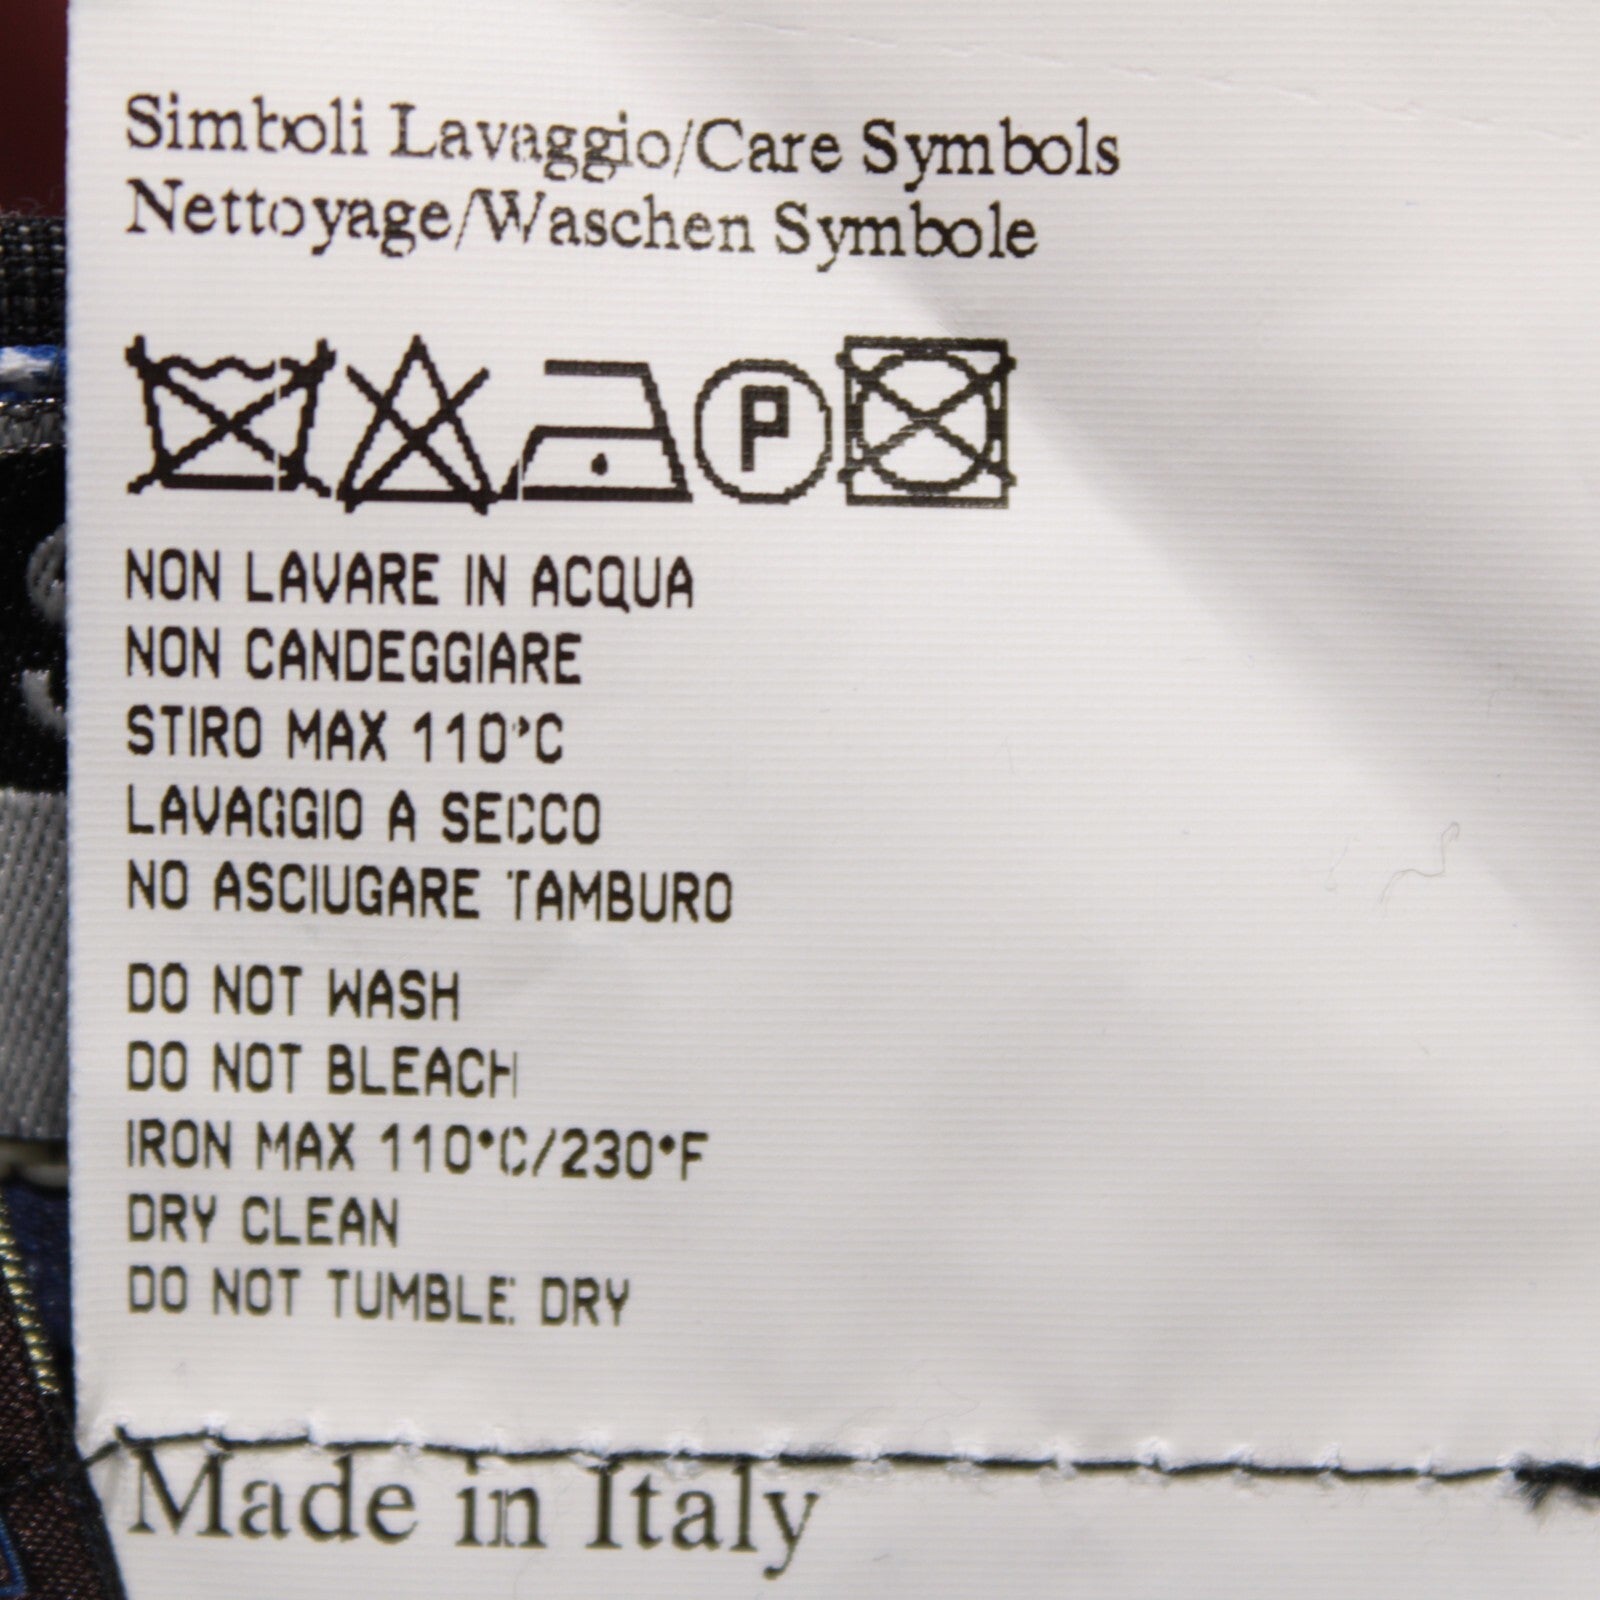 Simboli Lavaggio/Care Symbols
Nettoyage/Waschen Symbole
P
NON LAVARE IN ACQUA
NON CANDEGGIARE
STIRO MAX 110°C
LAVAGGIO A SECCO
NO ASCIUGARE TAMBURO
DO NOT WASH
DO NOT BLEACH
IRON MAX 110°C/230°F
DRY CLEAN
DO NOT TUMBLE DRY
Made in Italy